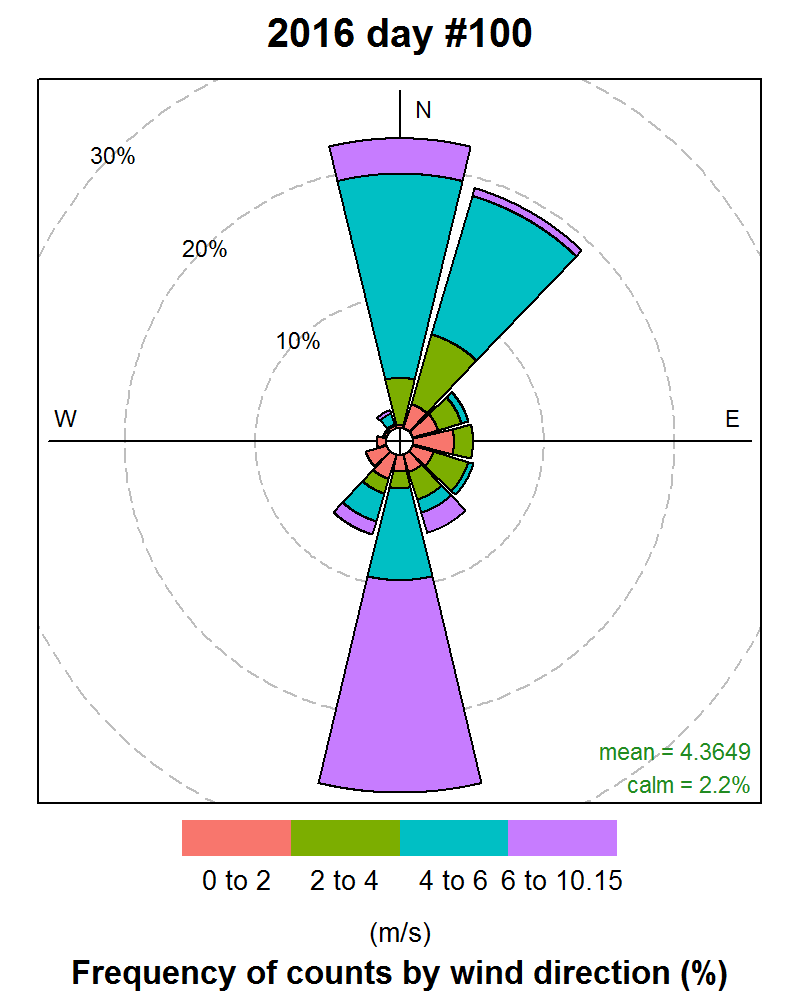 2016 day #100
N
30%
20%
10%
W
E
mean = 4.3649
calm = 2.2%
0 to 2 2 to 4 4 to 6 6 to 10.15
(m/s)
Frequency of counts by wind direction (%)